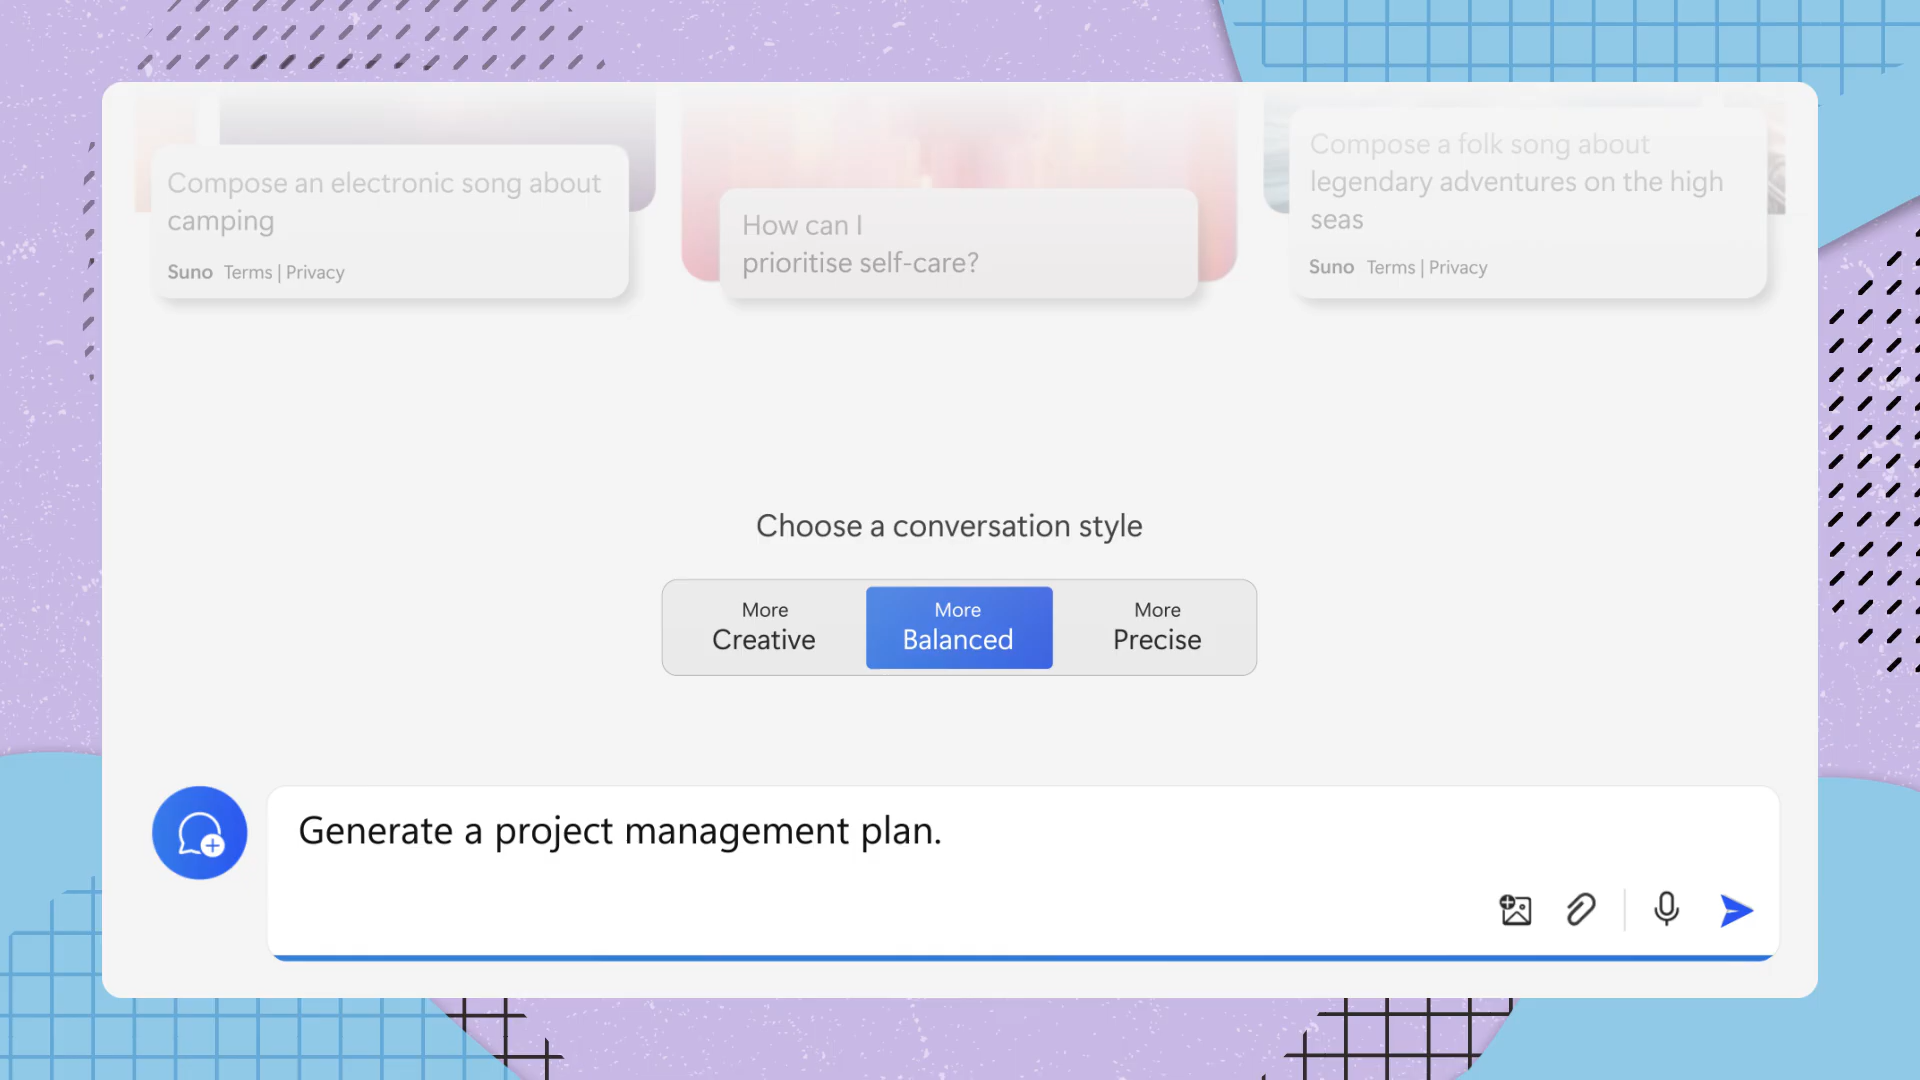 Compose an electronic song about
camping
Suno Terms | Privacy
How can I
prioritise self-care?
Compose a folk song about
legendary adventures on the high
seas
Suno Terms | Privacy
Choose a conversation style
More
Creative
More
Balanced
More
Precise
Generate a project management plan.